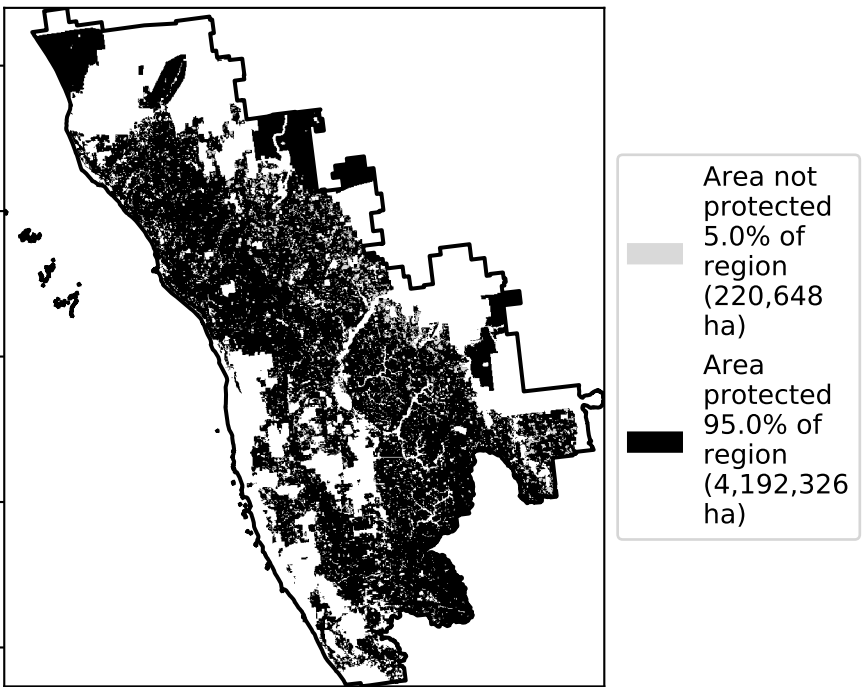 Area not
protected
5.0% of
region
(220,648
ha)
Area
protected
95.0% of
region
(4,192,326
ha)